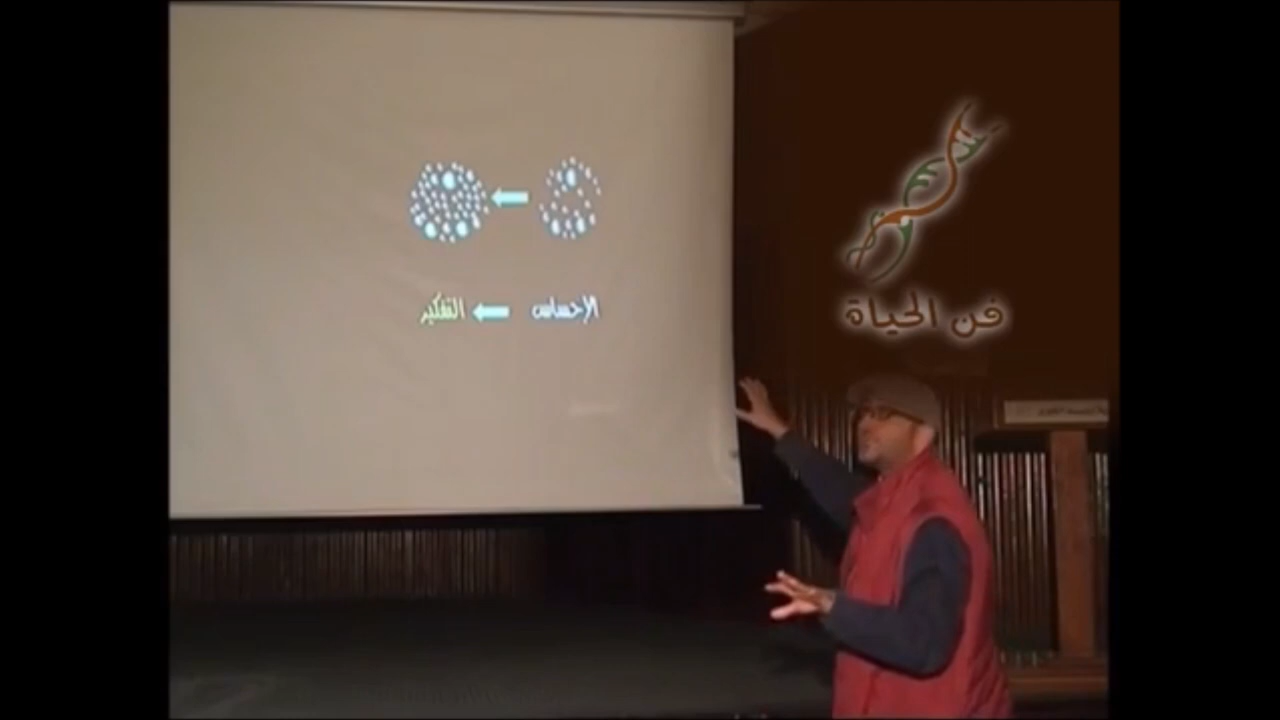 الإحساس ← التفكير
فن الحياة